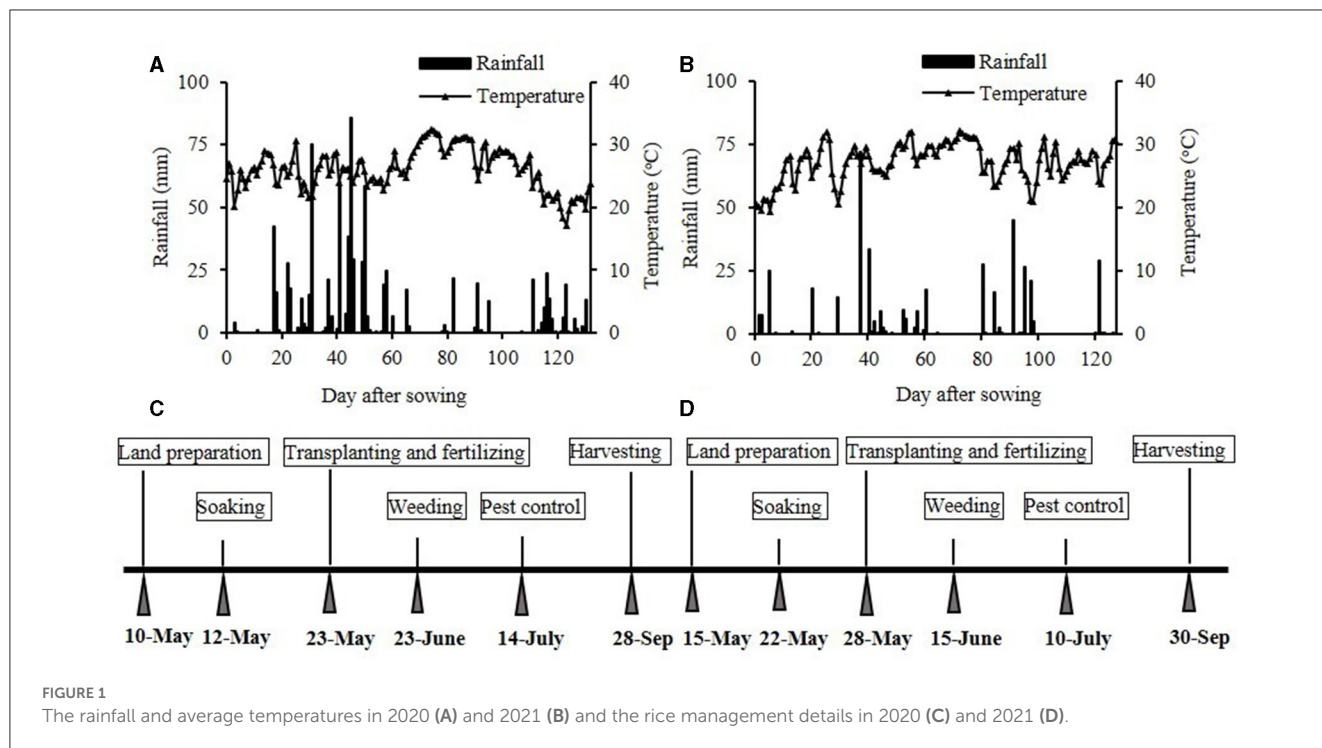 A
Rainfall
Temperature
100
75
50
25
0
Rainfall (mm)
40
30
20
10
0
Temperature (°C)
0 20 40 60 80 100 120
Day after sowing
B
Rainfall
Temperature
100
75
50
25
0
Rainfall (mm)
40
30
20
10
0
Temperature (°C)
0 20 40 60 80 100 120
Day after sowing
C
D
Land preparation Transplanting and fertilizing Harvesting Land preparation Transplanting and fertilizing Harvesting
Soaking Weeding Pest control Soaking Weeding Pest control
10-May 12-May 23-May 23-June 14-July 28-Sep 15-May 22-May 28-May 15-June 10-July 30-Sep
FIGURE 1
The rainfall and average temperatures in 2020 (A) and 2021 (B) and the rice management details in 2020 (C) and 2021 (D).